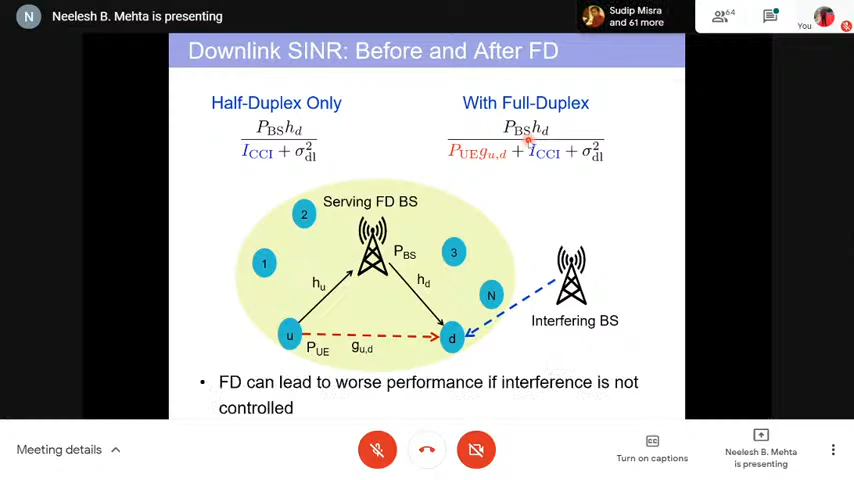 N Neelesh B. Mehta is presenting
Sudip Misra
and 61 more
64
You
Downlink SINR: Before and After FD
Half-Duplex Only
With Full-Duplex
P_BS h_d
I_CCI + σ²_dl
P_BS h_d
P_UE g_u,d + I_CCI + σ²_dl
Serving FD BS
2
1
3
P_BS
h_u
h_d
N
Interfering BS
u
d
P_UE
g_u,d
• FD can lead to worse performance if interference is not
controlled
Meeting details
Turn on captions
Neelesh B. Mehta
is presenting